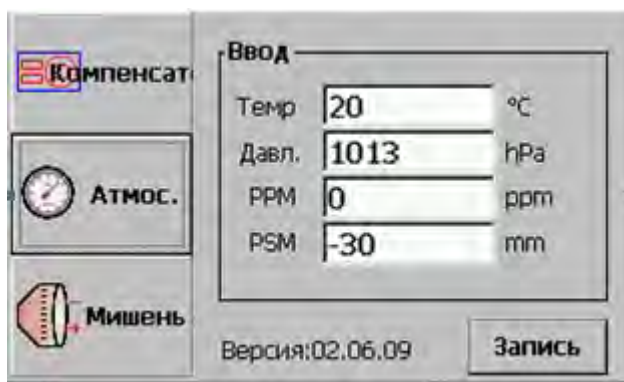 Компенсат
Атмос.
Мишень
Ввод
Темр 20 °C
Давл. 1013 hPa
PPM 0 ppm
PSM -30 mm
Версия:02.06.09
Запись